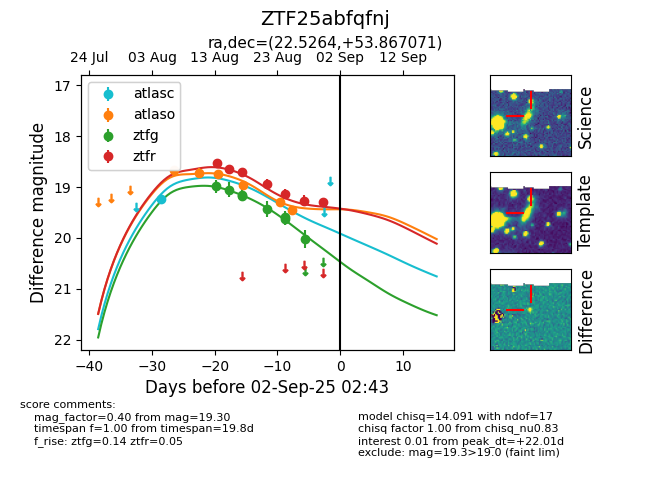 ZTF25abfqfnj
ra,dec=(22.5264,+53.867071)
24 Jul 03 Aug 13 Aug 23 Aug 02 Sep 12 Sep
17
18
19
20
21
22
Difference magnitude
atlasc
atlaso
ztfg
ztfr
−40 −30 −20 −10 0 10
Days before 02-Sep-25 02:43
Science
Template
Difference
score comments:
mag_factor=0.40 from mag=19.30
timespan f=1.00 from timespan=19.8d
f_rise: ztfg=0.14 ztfr=0.05
model chisq=14.091 with ndof=17
chisq factor 1.00 from chisq_nu0.83
interest 0.01 from peak_dt=+22.01d
exclude: mag=19.3>19.0 (faint lim)